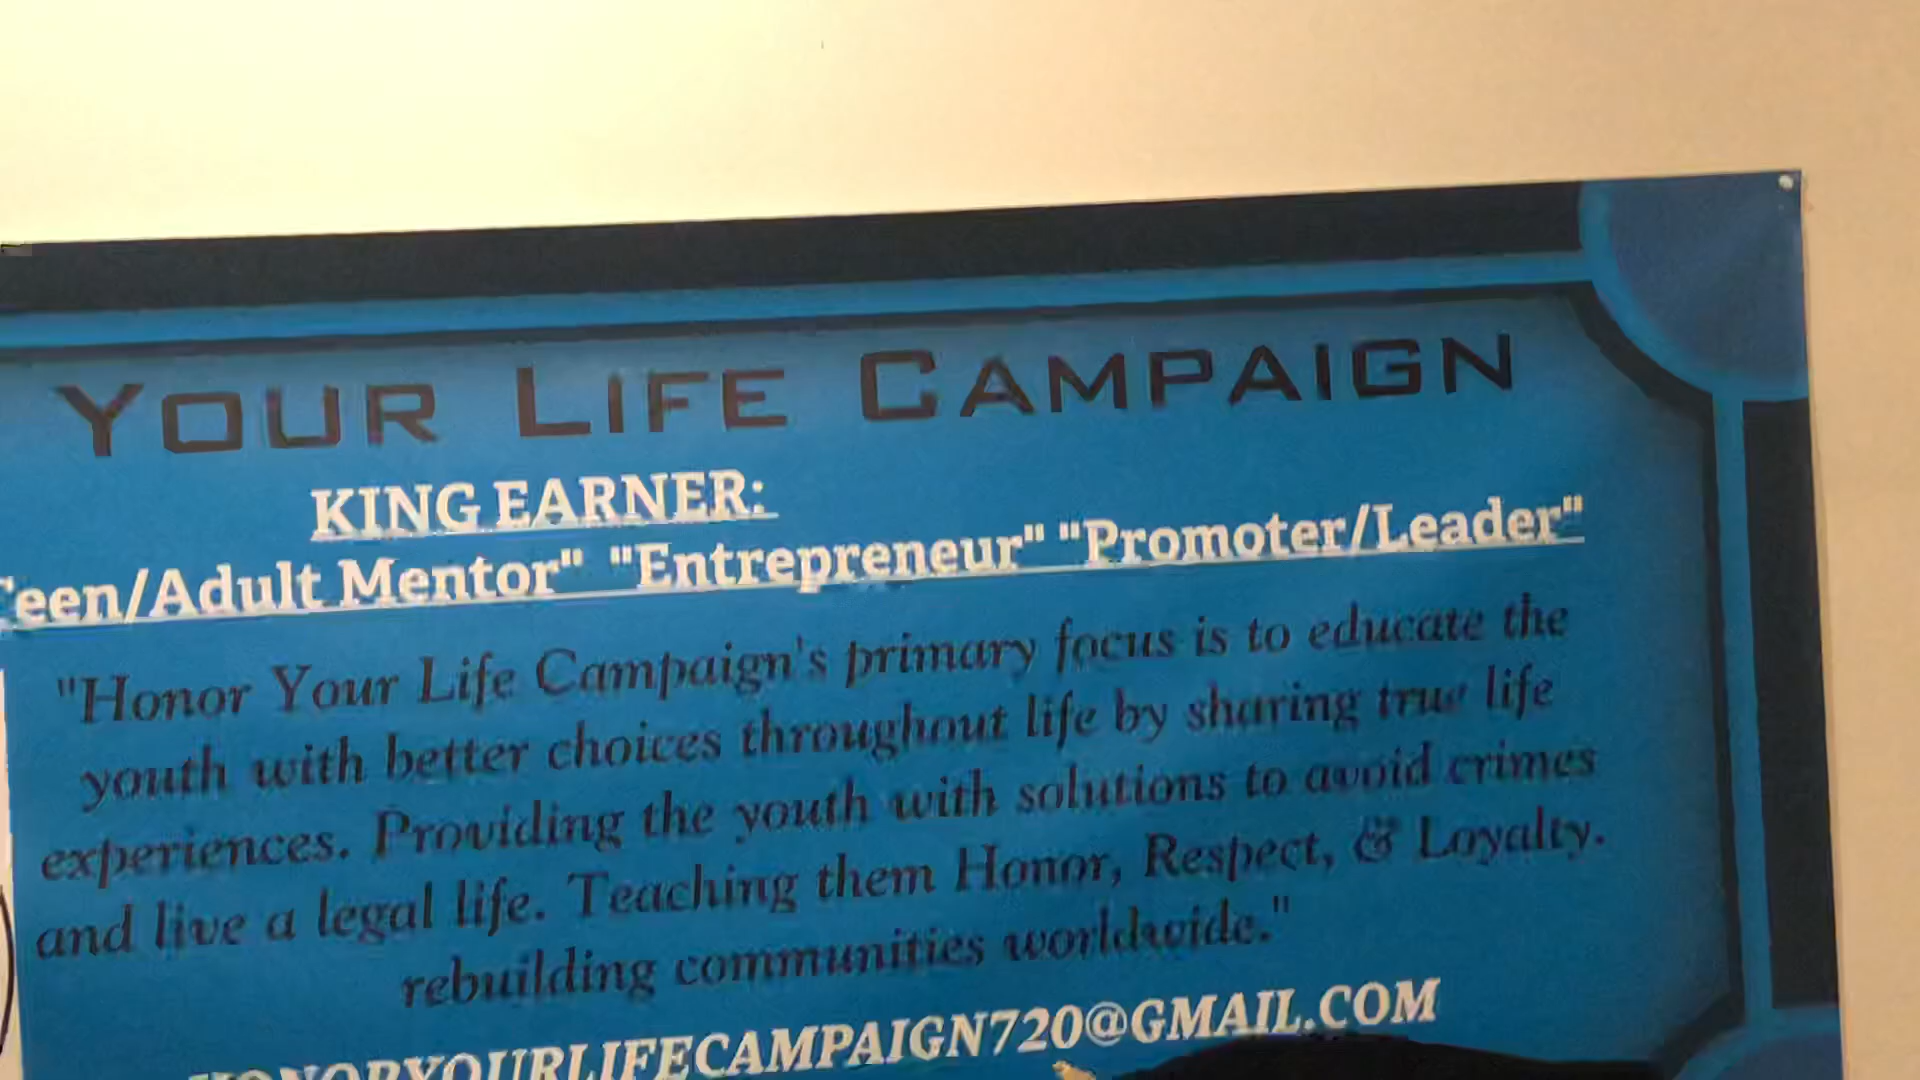 YOUR LIFE CAMPAIGN
KING EARNER:
Teen/Adult Mentor" "Entrepreneur" "Promoter/Leader"
"Honor Your Life Campaign's primary focus is to educate the
youth with better choices throughout life by sharing true life
experiences. Providing the youth with solutions to avoid crimes
and live a legal life. Teaching them Honor, Respect, & Loyalty.
rebuilding communities worldwide."
HONORYOURLIFECAMPAIGN720@GMAIL.COM